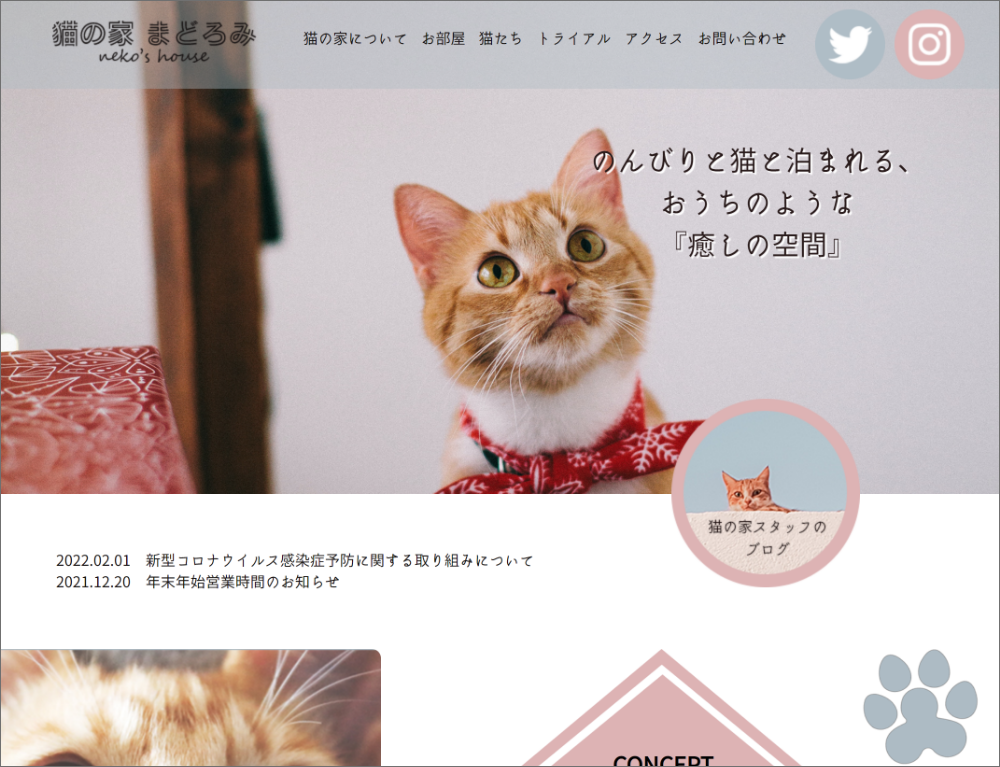 猫の家 まどろみ
neko's house
猫の家について お部屋 猫たち トライアル アクセス お問い合わせ
のんびりと猫と泊まれる、
おうちのような
『癒しの空間』
猫の家スタッフの
ブログ
2022.02.01 新型コロナウイルス感染症予防に関する取り組みについて
2021.12.20 年末年始営業時間のお知らせ
CONCEPT